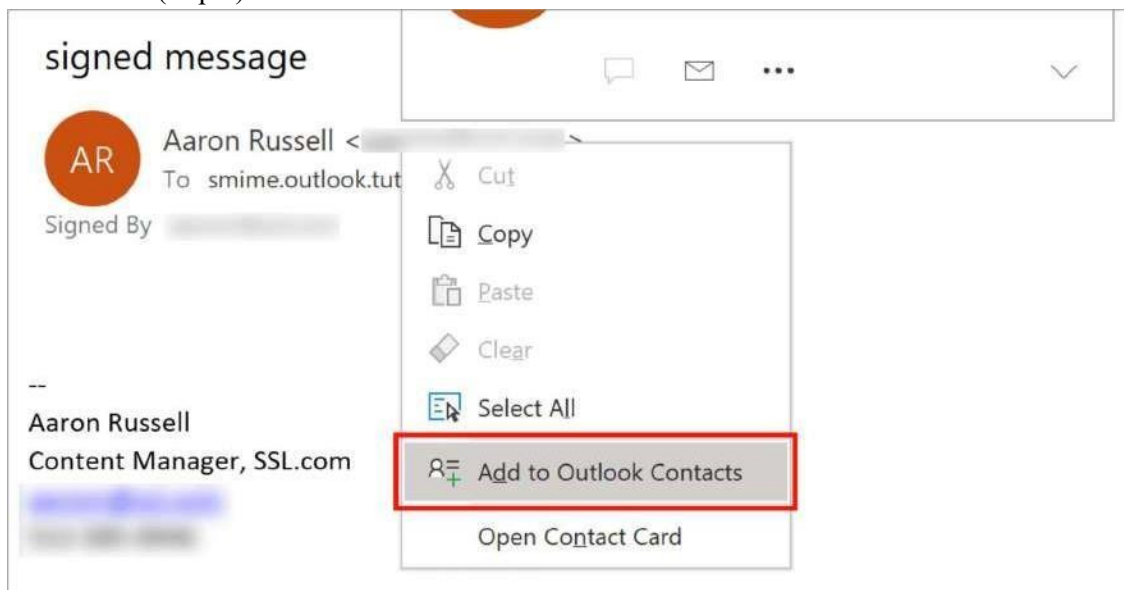 signed message
AR
Aaron Russell <
>
To smime.outlook.tut
Signed By
Cut
Copy
Paste
Clear
Select All
Add to Outlook Contacts
Open Contact Card
--
Aaron Russell
Content Manager, SSL.com